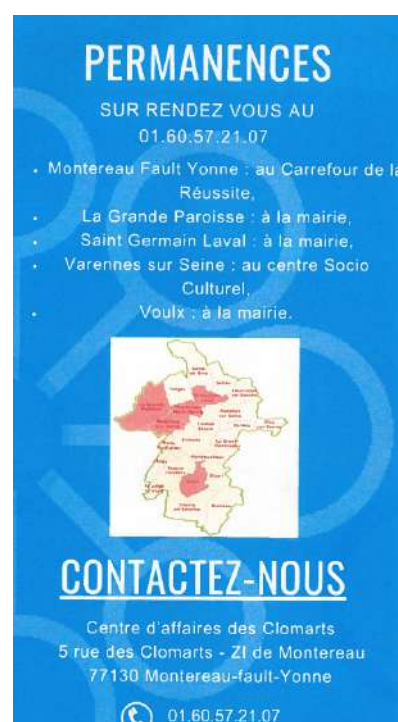 PERMANENCES
SUR RENDEZ VOUS AU
01.60.57.21.07
• Montereau Fault Yonne : au Carrefour de la
Réussite,
• La Grande Paroisse : à la mairie,
• Saint Germain Laval : à la mairie,
• Varennes sur Seine : au centre Socio
Culturel,
• Voulx : à la mairie.
CONTACTEZ-NOUS
Centre d'affaires des Clomarts
5 rue des Clomarts - ZI de Montereau
77130 Montereau-fault-Yonne
01.60.57.21.07